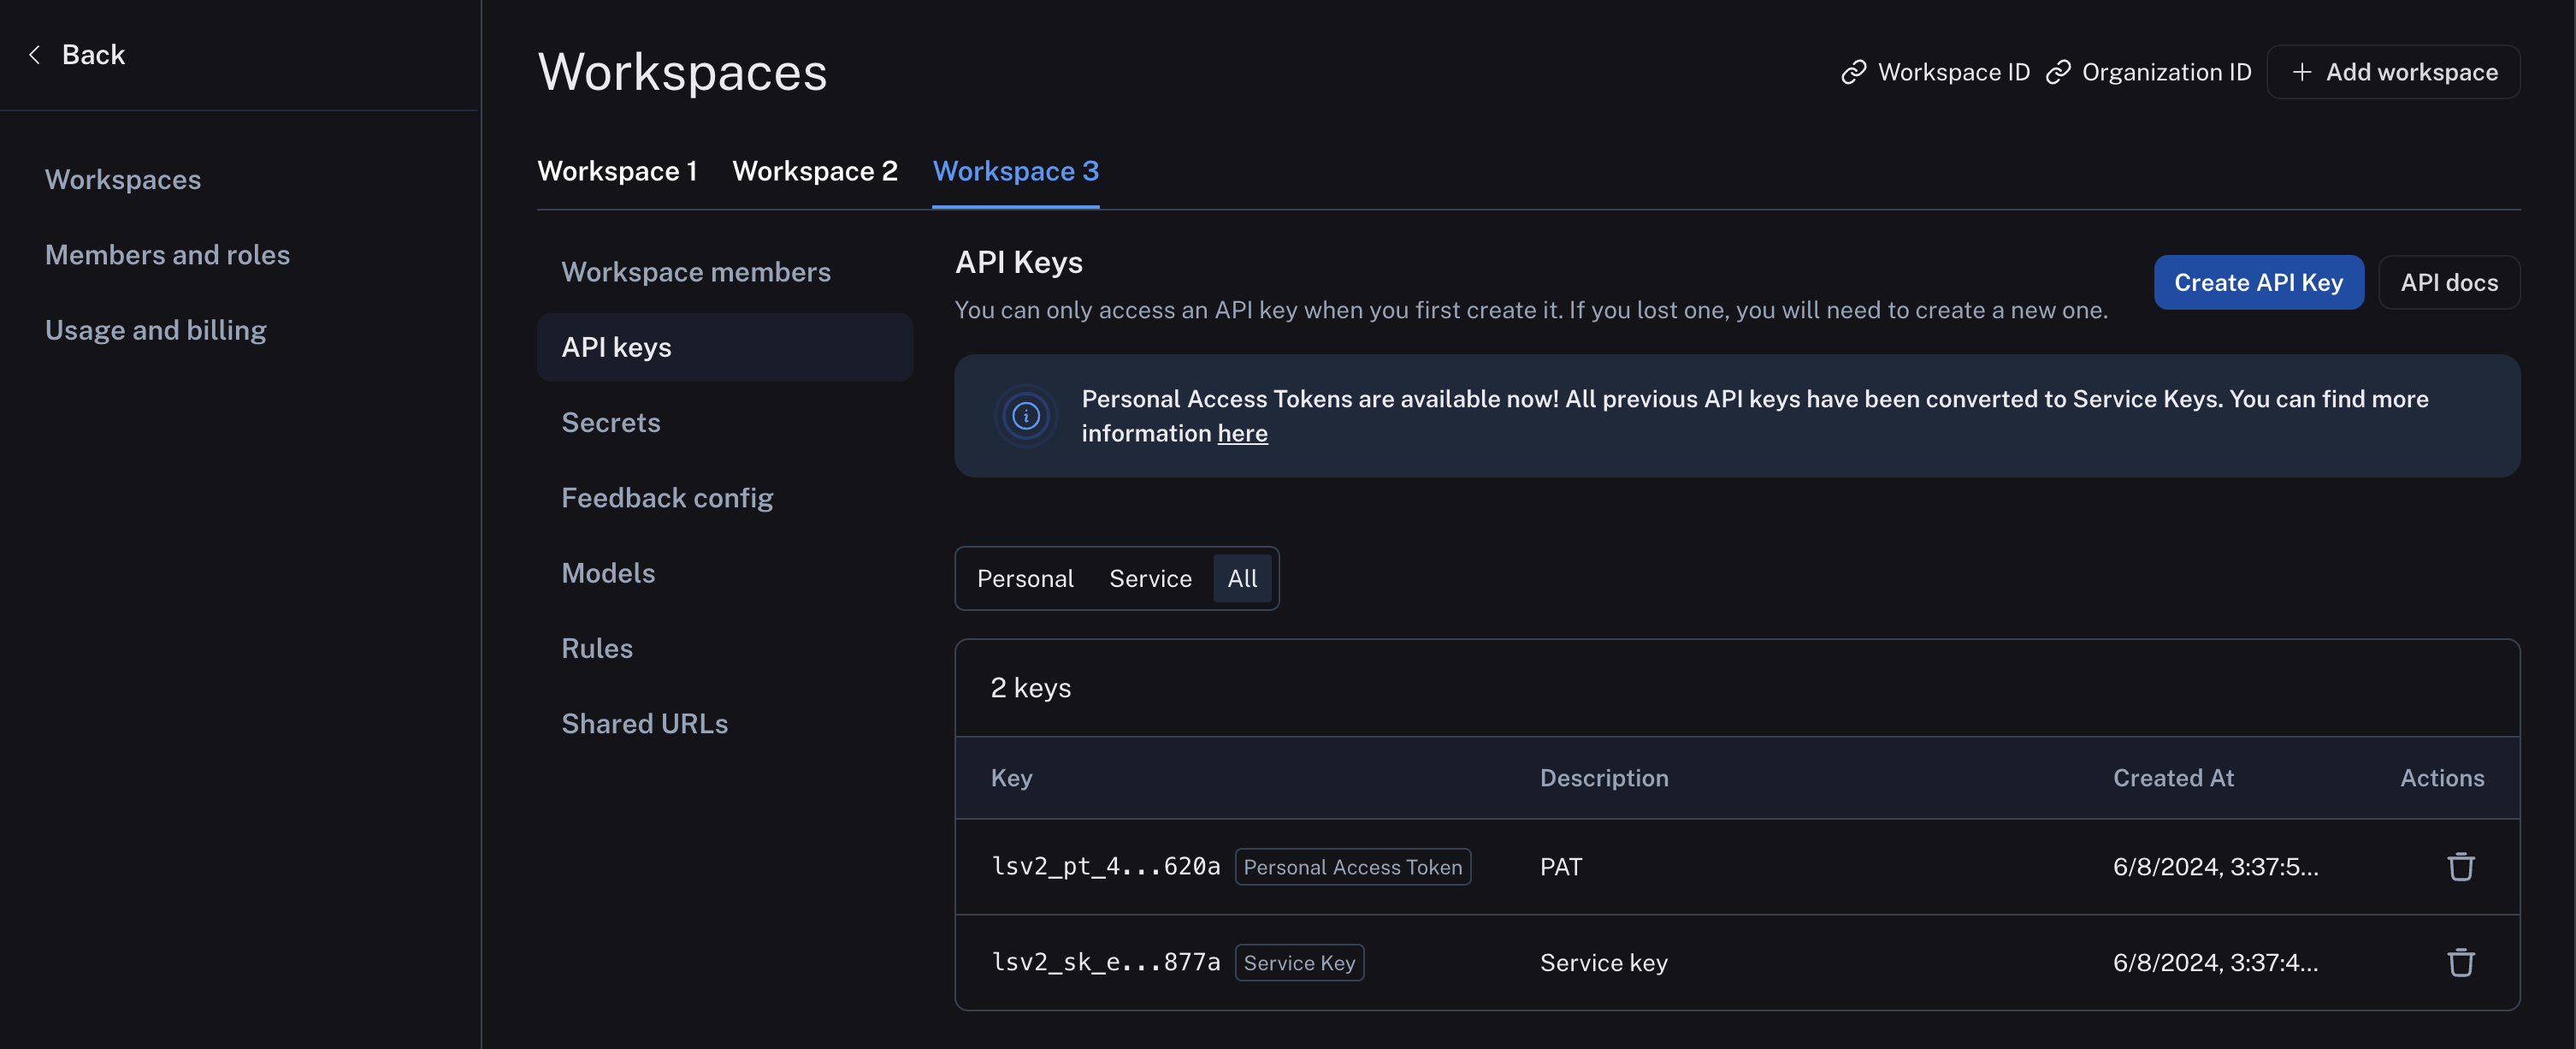 Back
Workspaces
Members and roles
Usage and billing
Workspaces
Workspace ID
Organization ID
Add workspace
Workspace 1
Workspace 2
Workspace 3
Workspace members
API keys
Secrets
Feedback config
Models
Rules
Shared URLs
API Keys
You can only access an API key when you first create it. If you lost one, you will need to create a new one.
Create API Key
API docs
Personal Access Tokens are available now! All previous API keys have been converted to Service Keys. You can find more
information here
Personal
Service
All
2 keys
Key
Description
Created At
Actions
lsv2_pt_4...620a
Personal Access Token
PAT
6/8/2024, 3:37:5...
lsv2_sk_e...877a
Service Key
Service key
6/8/2024, 3:37:4...